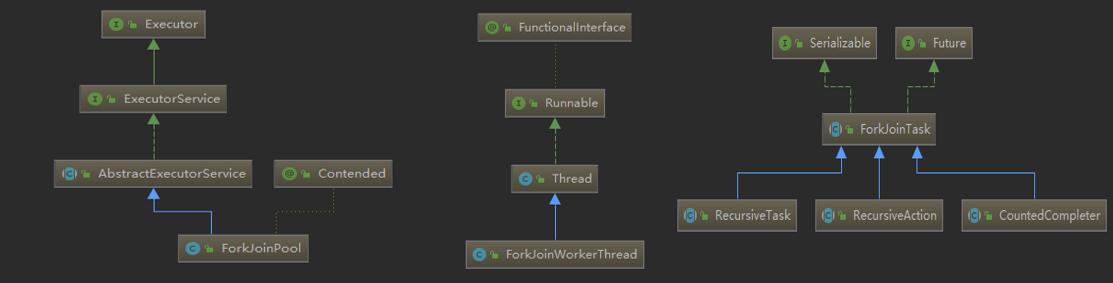 Executor
ExecutorService
AbstractExecutorService
Contended
ForkJoinPool
FunctionalInterface
Runnable
Thread
ForkJoinWorkerThread
Serializable
Future
ForkJoinTask
RecursiveTask
RecursiveAction
CountedCompleter